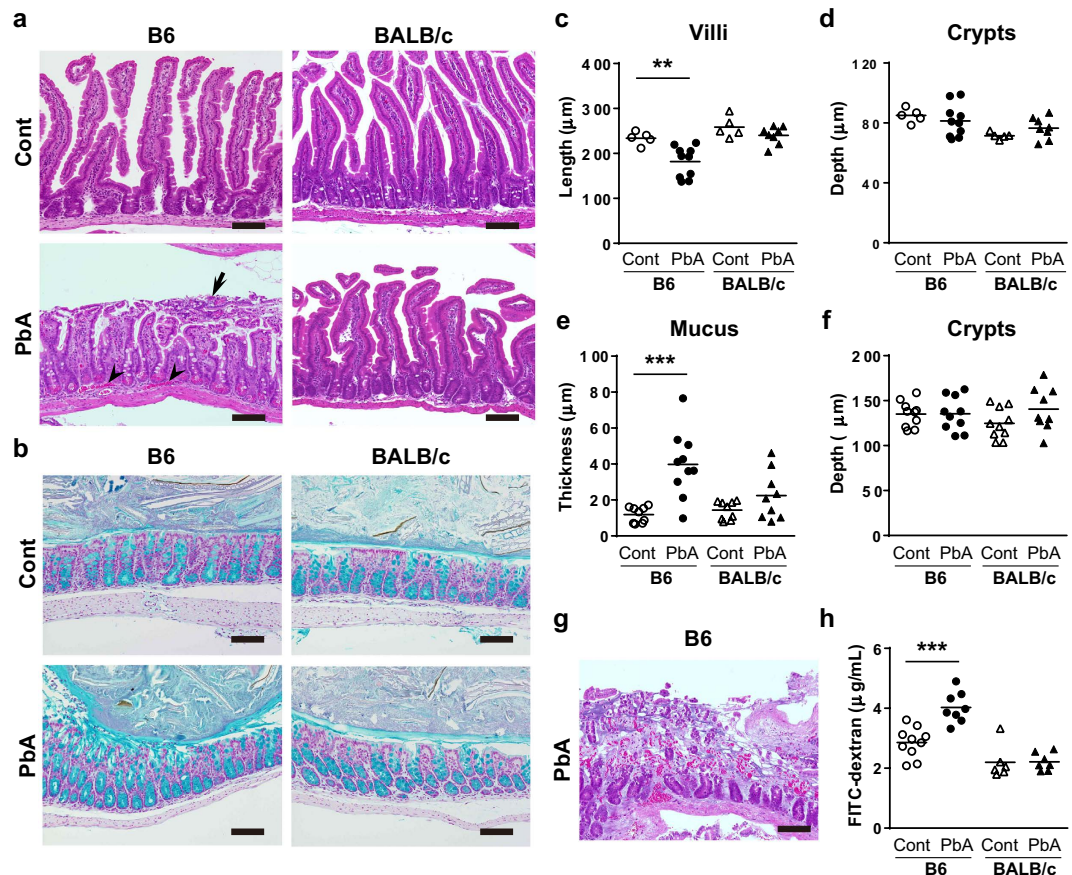 a
B6 BALB/c
Cont
PbA
b
B6 BALB/c
Cont
PbA
c
Villi
**
Length (μm)
400
300
200
100
0
Cont PbA Cont PbA
B6 BALB/c
d
Crypts
Depth (μm)
120
80
40
0
Cont PbA Cont PbA
B6 BALB/c
e
Mucus
***
Thickness (μm)
100
80
60
40
20
0
Cont PbA Cont PbA
B6 BALB/c
f
Crypts
Depth ( μm)
200
150
100
50
0
Cont PbA Cont PbA
B6 BALB/c
g
B6
PbA
h
***
FITC-dextran (μg/mL)
6
4
2
0
Cont PbA Cont PbA
B6 BALB/c